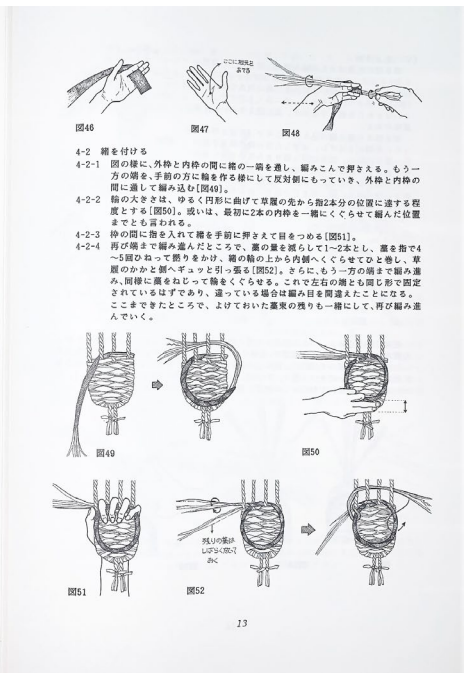 ここに地突と
あてる
図46
図47
図48
4-2 緒を付ける
4-2-1 図の様に、外枠と内枠の間に緒の一端を通し、編みこんで押さえる。もう一
方の端を、手前の方に輪を作る様にして反対側にもっていき、外枠と内枠の
間に通して編み込む[図49]。
4-2-2 輪の大きさは、ゆるく円形に曲げて草履の先から指2本分の位置に達する程
度とする[図50]。或いは、最初に2本の内枠を一緒にくぐらせて編んだ位置
までとも言われる。
4-2-3 枠の間に指を入れて緒を手前に押さえて目をつめる[図51]。
4-2-4 再び端まで編み進んだところで、藁の量を減らして1~2本とし、藁を指で4
~5回ひねって撚りをかけ、緒の輪の上から内側へくぐらせてひと巻し、草
履のかかと側へギュッと引っ張る[図52]。さらに、もう一方の端まで編み進
み、同様に藁をねじって輪をくぐらせる。これで左右の端とも同じ形で固定
されているはずであり、違っている場合は編み目を間違えたことになる。
ここまできたところで、よけておいた藁束の残りも一緒にして、再び編み進
んでいく。
図49
図50
残りの藁は
しばらく放って
おく
図51
図52
13